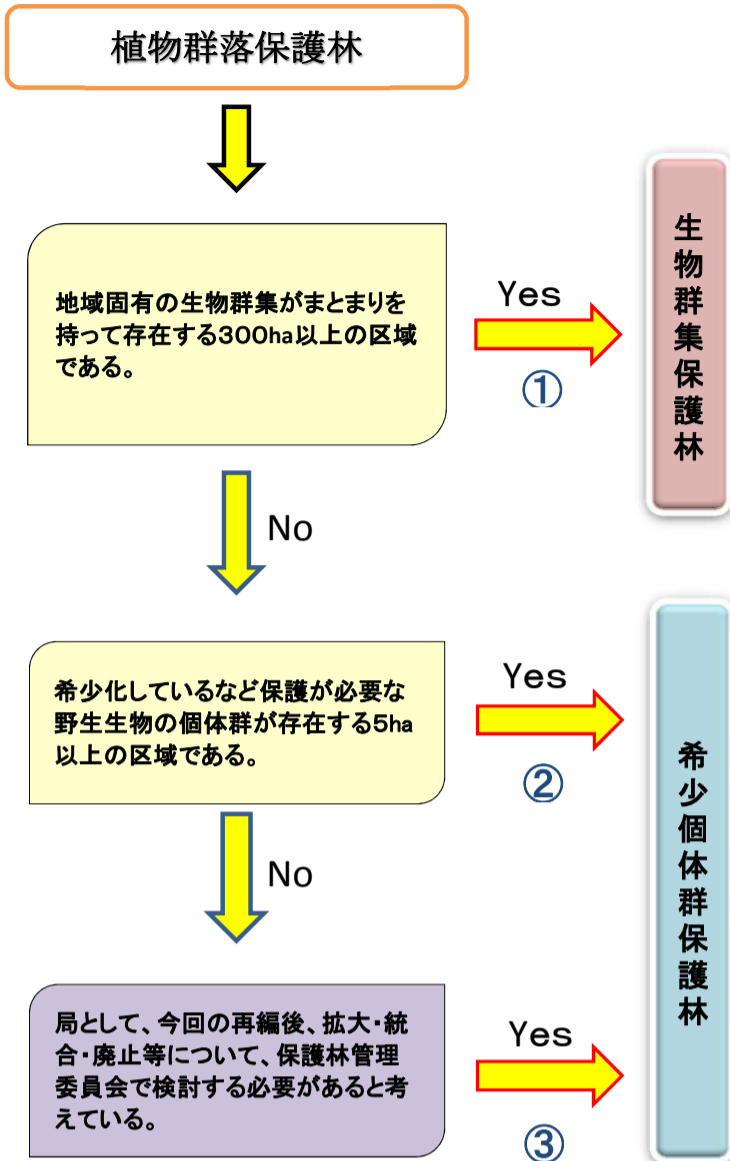 植物群落保護林
地域固有の生物群集がまとまりを
持って存在する300ha以上の区域
である。
Yes
①
生物群集保護林
No
希少化しているなど保護が必要な
野生生物の個体群が存在する5ha
以上の区域である。
Yes
②
希少個体群保護林
No
局として、今回の再編後、拡大・統
合・廃止等について、保護林管理
委員会で検討する必要があると考
えている。
Yes
③